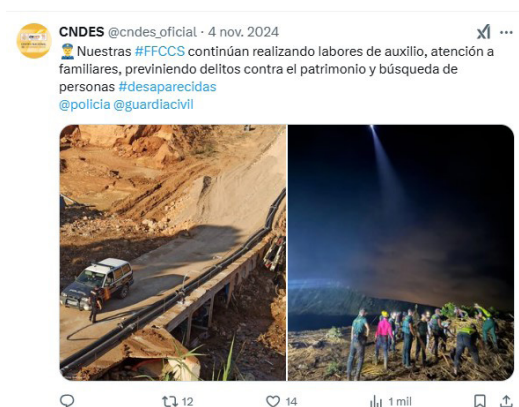 CNDES @cndes_oficial · 4 nov. 2024
Nuestras #FFCCS continúan realizando labores de auxilio, atención a
familiares, previniendo delitos contra el patrimonio y búsqueda de
personas #desaparecidas
@policia @guardiacivil
12 14 1 mil